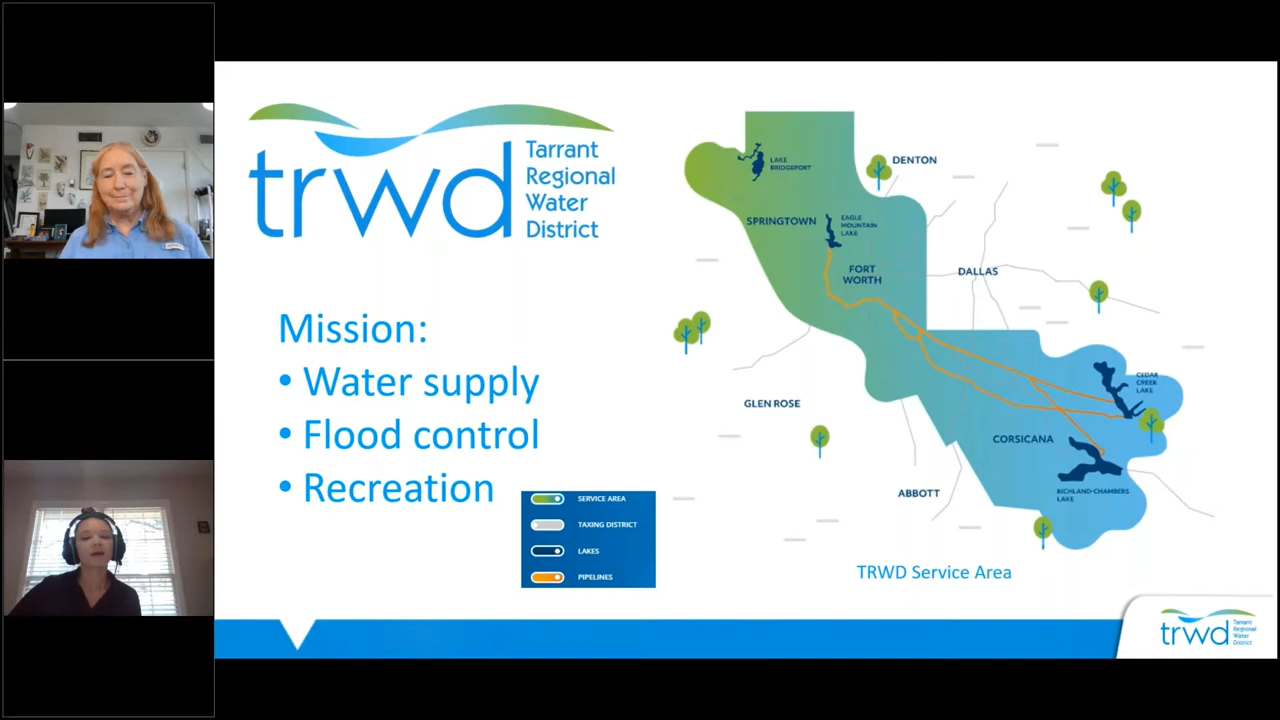 trwd
Tarrant
Regional
Water
District
Mission:
• Water supply
• Flood control
• Recreation
SERVICE AREA
TAXING DISTRICT
LAKES
PIPELINES
LAKE
BRIDGEPORT
DENTON
SPRINGTOWN
EAGLE
MOUNTAIN
LAKE
FORT
WORTH
DALLAS
CEDAR
CREEK
LAKE
GLEN ROSE
CORSICANA
ABBOTT
RICHLAND-CHAMBERS
LAKE
TRWD Service Area
trwd
Tarrant
Regional
Water
District